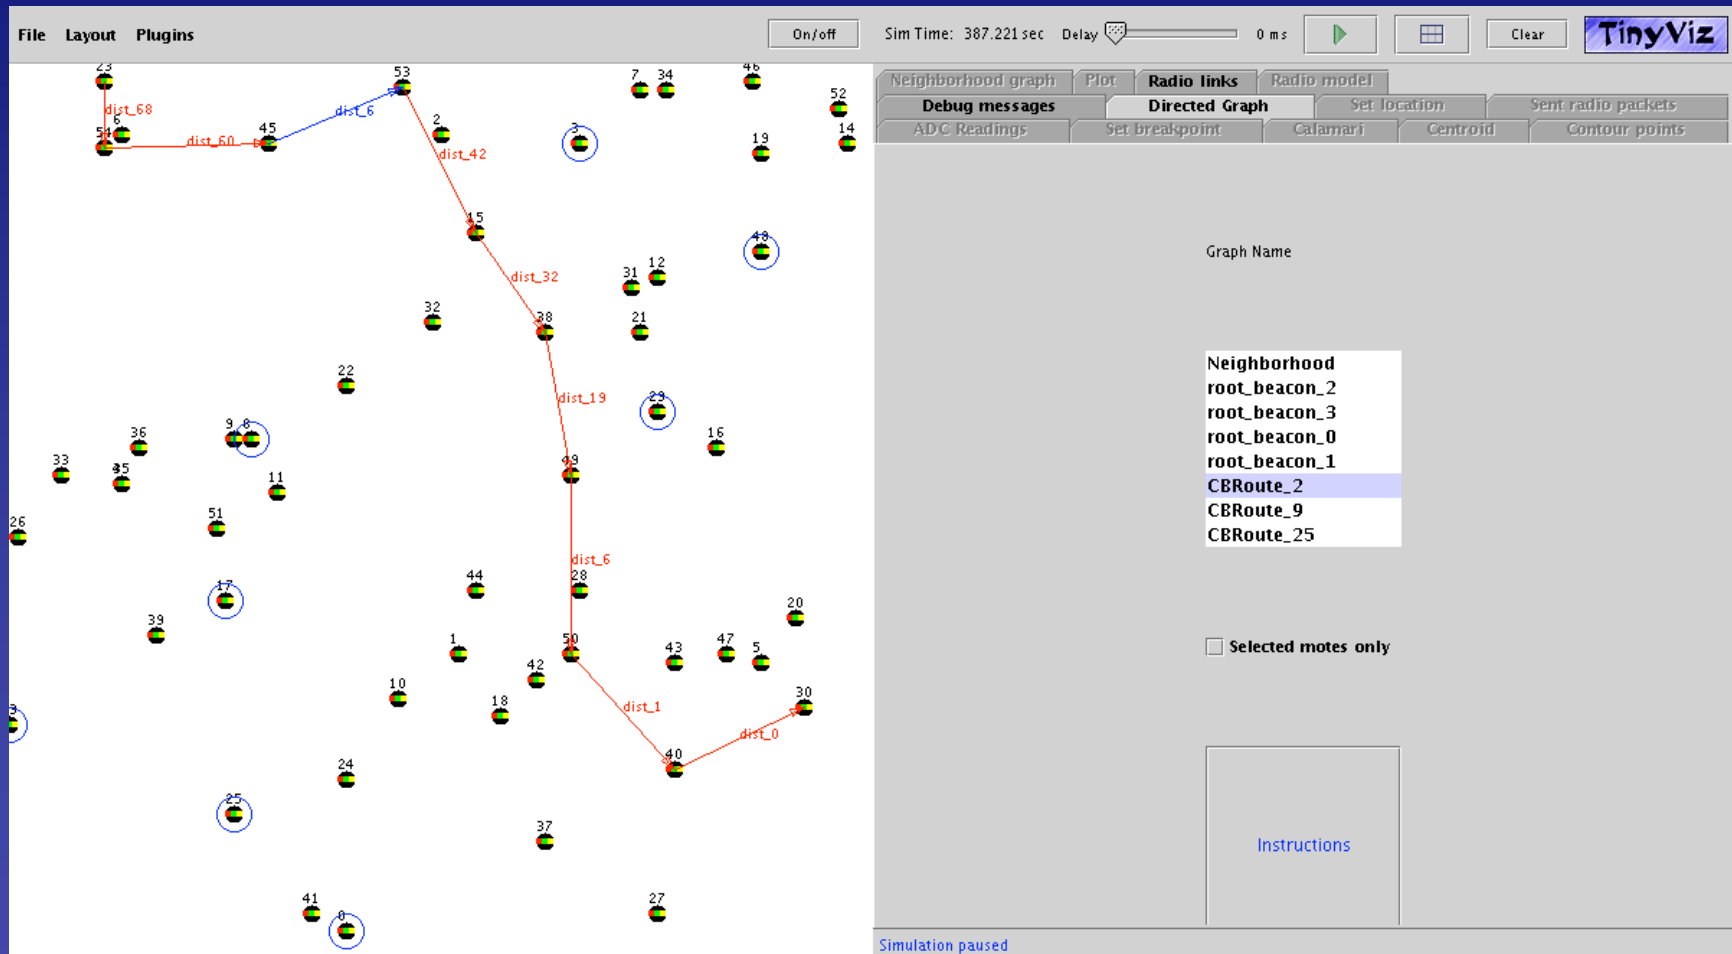 File Layout Plugins On/off Sim Time: 387.221 sec Delay 0 ms Clear TinyViz
Neighborhood graph Plot Radio links Radio model
Debug messages Directed Graph Set location Sent radio packets
ADC Readings Set breakpoint Calamari Centroid Contour points
23
53
7 34
46
52
dist_68
dist_6
6
54
dist_60
45
2
dist_42
3
19
14
15
48
dist_32
31
12
32
38
21
22
dist_19
29
9 8
36
16
33
35
11
49
26
51
dist_6
44
28
17
20
39
1
50
43
47
5
42
10
18
30
dist_1
dist_0
40
24
25
37
41
0
27
Graph Name
Neighborhood
root_beacon_2
root_beacon_3
root_beacon_0
root_beacon_1
CBRoute_2
CBRoute_9
CBRoute_25
Selected motes only
Instructions
Simulation paused